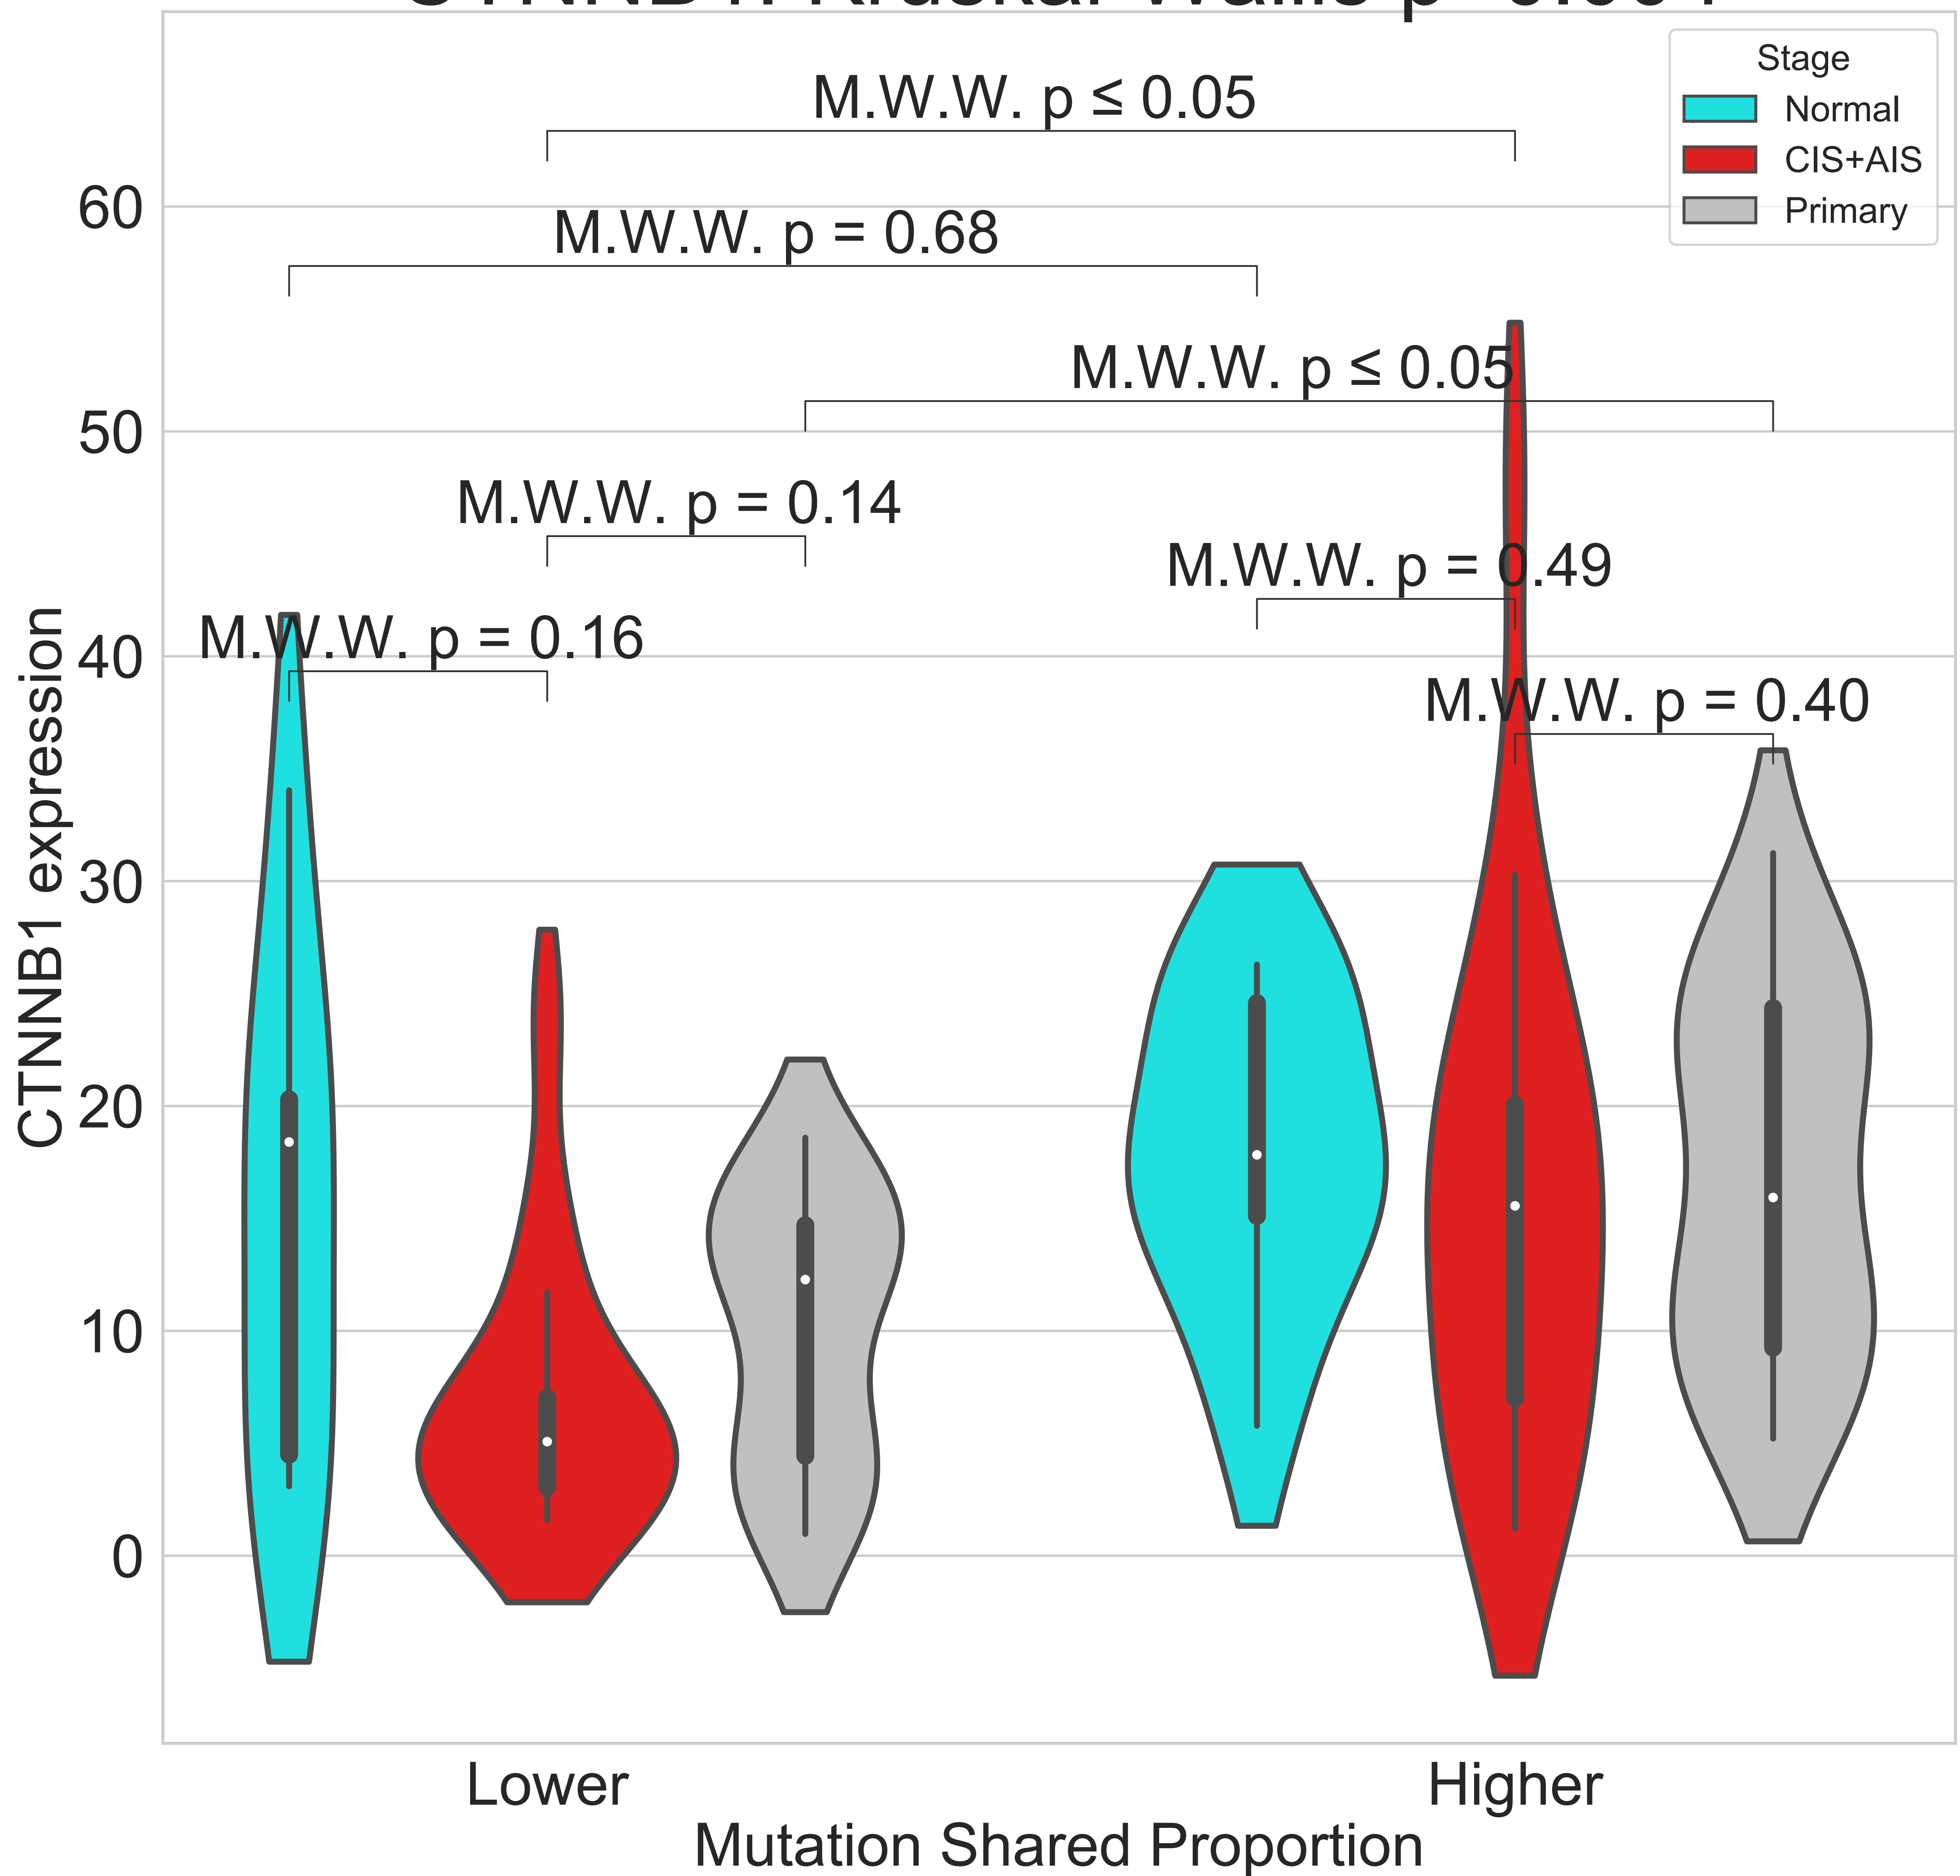 Stage
Normal
CIS+AIS
Primary
M.W.W. p ≤ 0.05
M.W.W. p = 0.68
M.W.W. p ≤ 0.05
M.W.W. p = 0.14
M.W.W. p = 0.49
M.W.W. p = 0.16
M.W.W. p = 0.40
CTNNB1 expression
60
50
40
30
20
10
0
Lower
Higher
Mutation Shared Proportion